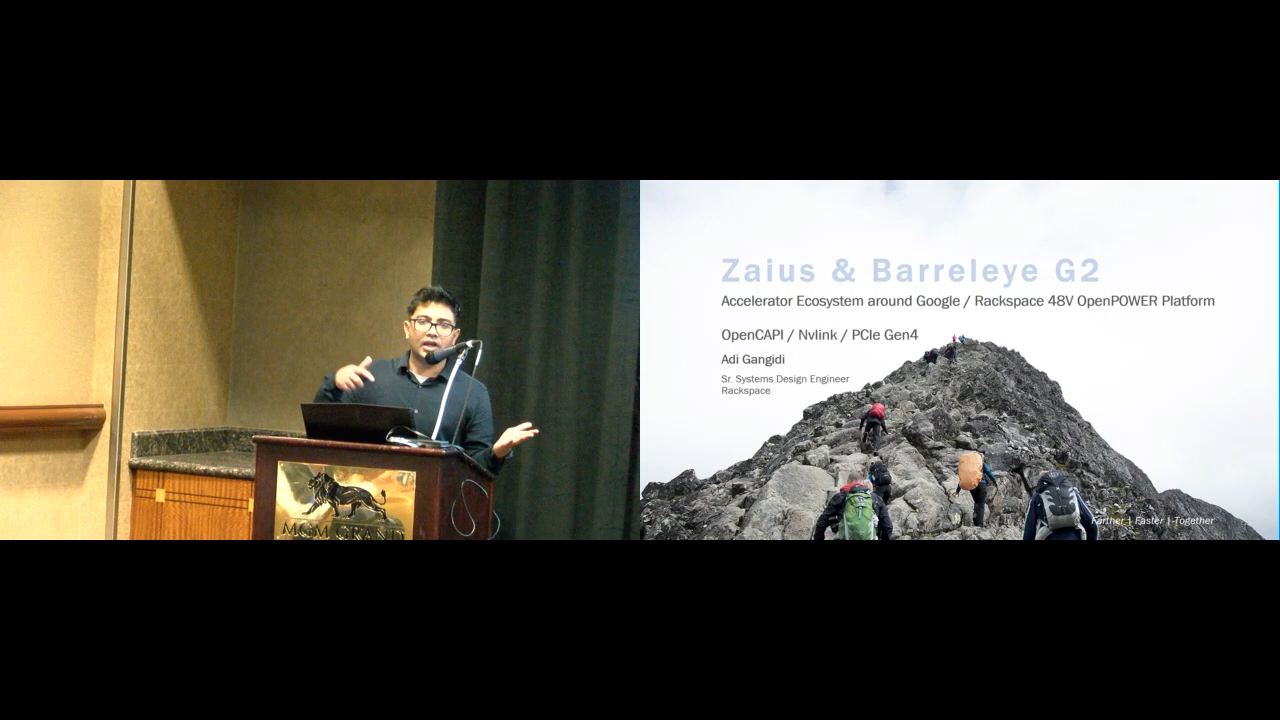 MGM GRAND
Zaius & Barreleye G2
Accelerator Ecosystem around Google / Rackspace 48V OpenPOWER Platform
OpenCAPI / Nvlink / PCIe Gen4
Adi Gangidi
Sr. Systems Design Engineer
Rackspace
Farther | Faster | Together